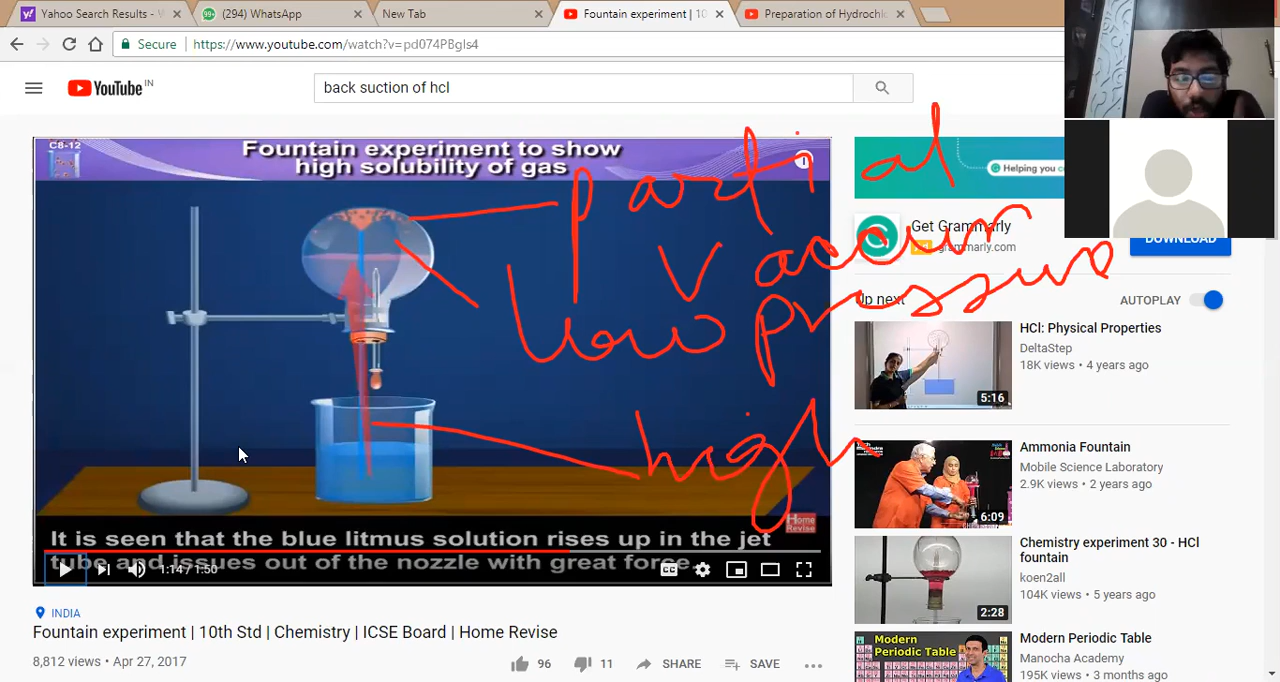 Yahoo Search Results - Y
(294) WhatsApp
New Tab
Fountain experiment | 10
Preparation of Hydrochl
Secure
https://www.youtube.com/watch?v=pd074PBgIs4
YouTube IN
back suction of hcl
C8-12
Fountain experiment to show
high solubility of gas
Partial
Vacoum
low Pressure
high
It is seen that the blue litmus solution rises up in the jet
tube and issues out of the nozzle with great force.
Home
Revise
1:14 / 1:50
CC
INDIA
Fountain experiment | 10th Std | Chemistry | ICSE Board | Home Revise
8,812 views • Apr 27, 2017
96
11
SHARE
SAVE
Helping you
Get Grammarly
grammarly.com
DOWNLOAD
Up next
AUTOPLAY
HCl: Physical Properties
DeltaStep
18K views • 4 years ago
5:16
Ammonia Fountain
Mobile Science Laboratory
2.9K views • 2 years ago
6:09
Chemistry experiment 30 - HCl
fountain
koen2all
104K views • 5 years ago
2:28
Modern Periodic Table
Manocha Academy
195K views • 3 months ago
Modern
Periodic Table